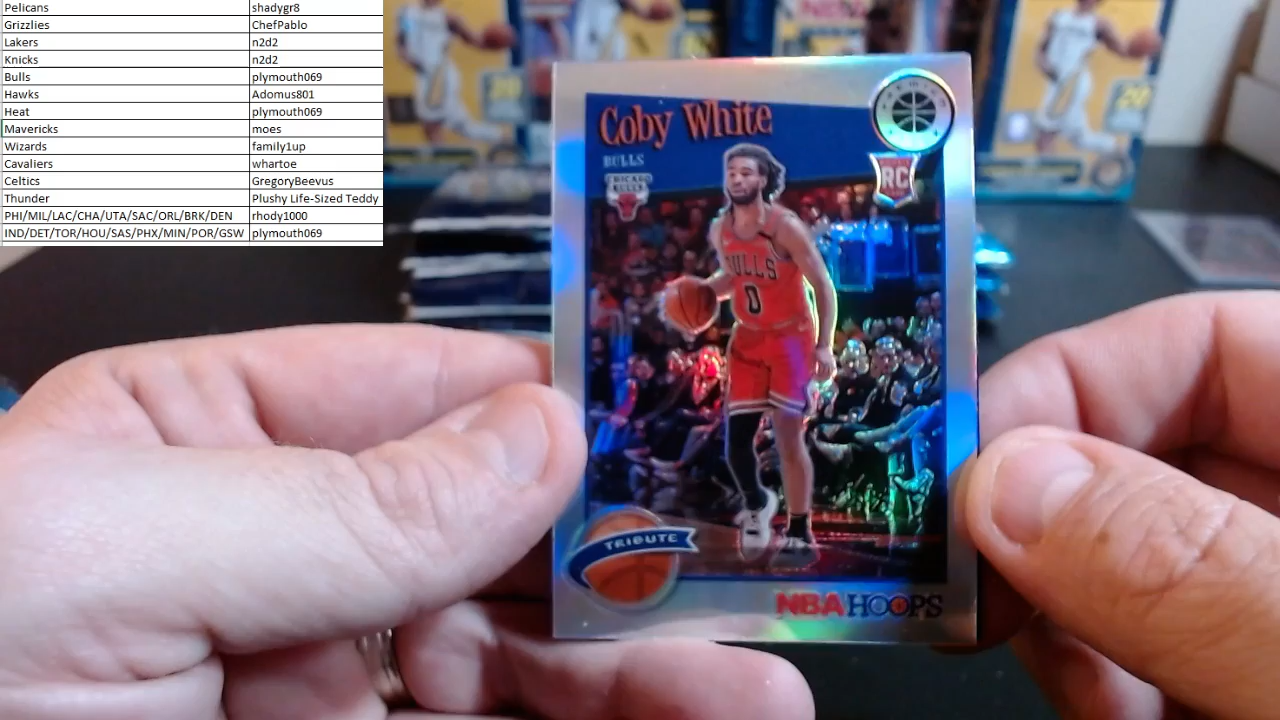 Pelicans shadygr8
Grizzlies ChefPablo
Lakers n2d2
Knicks n2d2
Bulls plymouth069
Hawks Adomus801
Heat plymouth069
Mavericks moes
Wizards family1up
Cavaliers whartoe
Celtics GregoryBeevus
Thunder Plushy Life-Sized Teddy
PHI/MIL/LAC/CHA/UTA/SAC/ORL/BRK/DEN rhody1000
IND/DET/TOR/HOU/SAS/PHX/MIN/POR/GSW plymouth069
Coby White
BULLS
CHICAGO
BULLS
RC
BULLS
0
TRIBUTE
NBA HOOPS